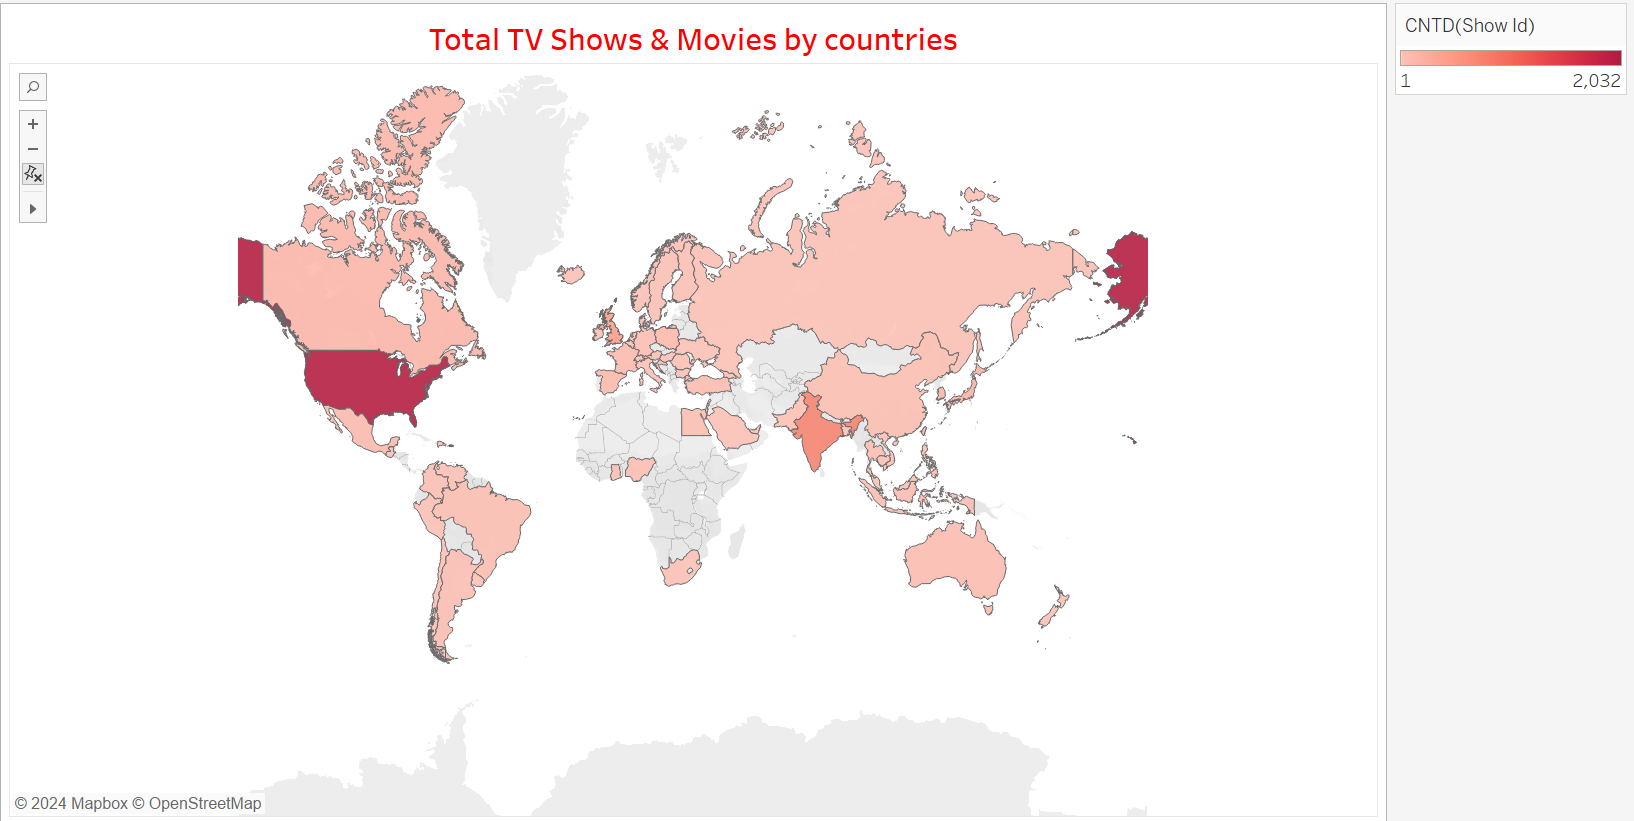 Total TV Shows & Movies by countries
CNTD(Show Id)
1 2,032
© 2024 Mapbox © OpenStreetMap